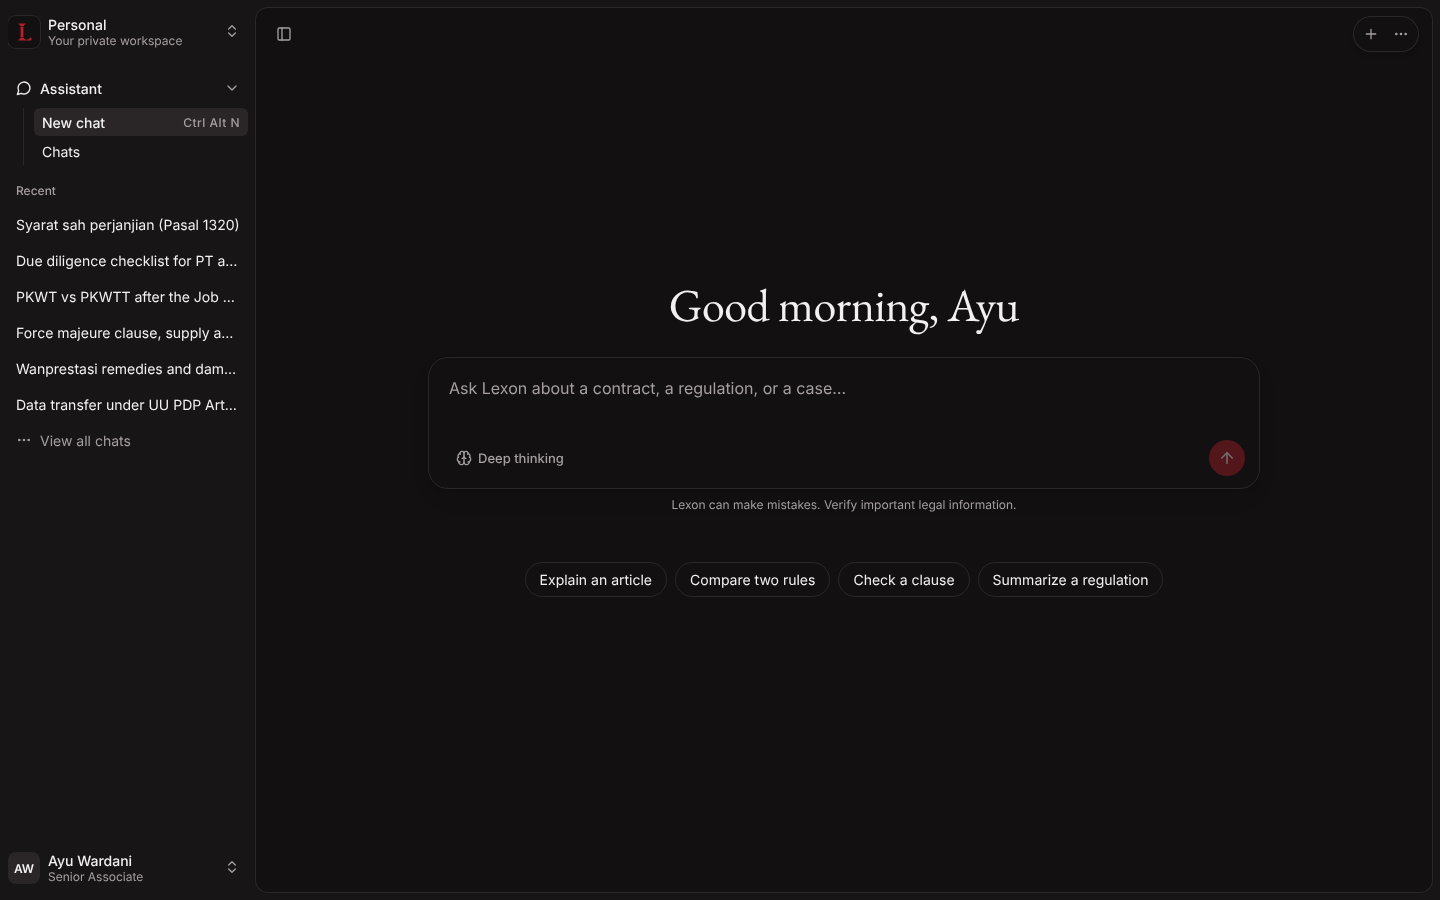 L
Personal
Your private workspace
Assistant
New chat
Ctrl Alt N
Chats
Recent
Syarat sah perjanjian (Pasal 1320)
Due diligence checklist for PT a...
PKWT vs PKWTT after the Job ...
Force majeure clause, supply a...
Wanprestasi remedies and dam...
Data transfer under UU PDP Art...
View all chats
AW
Ayu Wardani
Senior Associate
Good morning, Ayu
Ask Lexon about a contract, a regulation, or a case...
Deep thinking
Lexon can make mistakes. Verify important legal information.
Explain an article
Compare two rules
Check a clause
Summarize a regulation